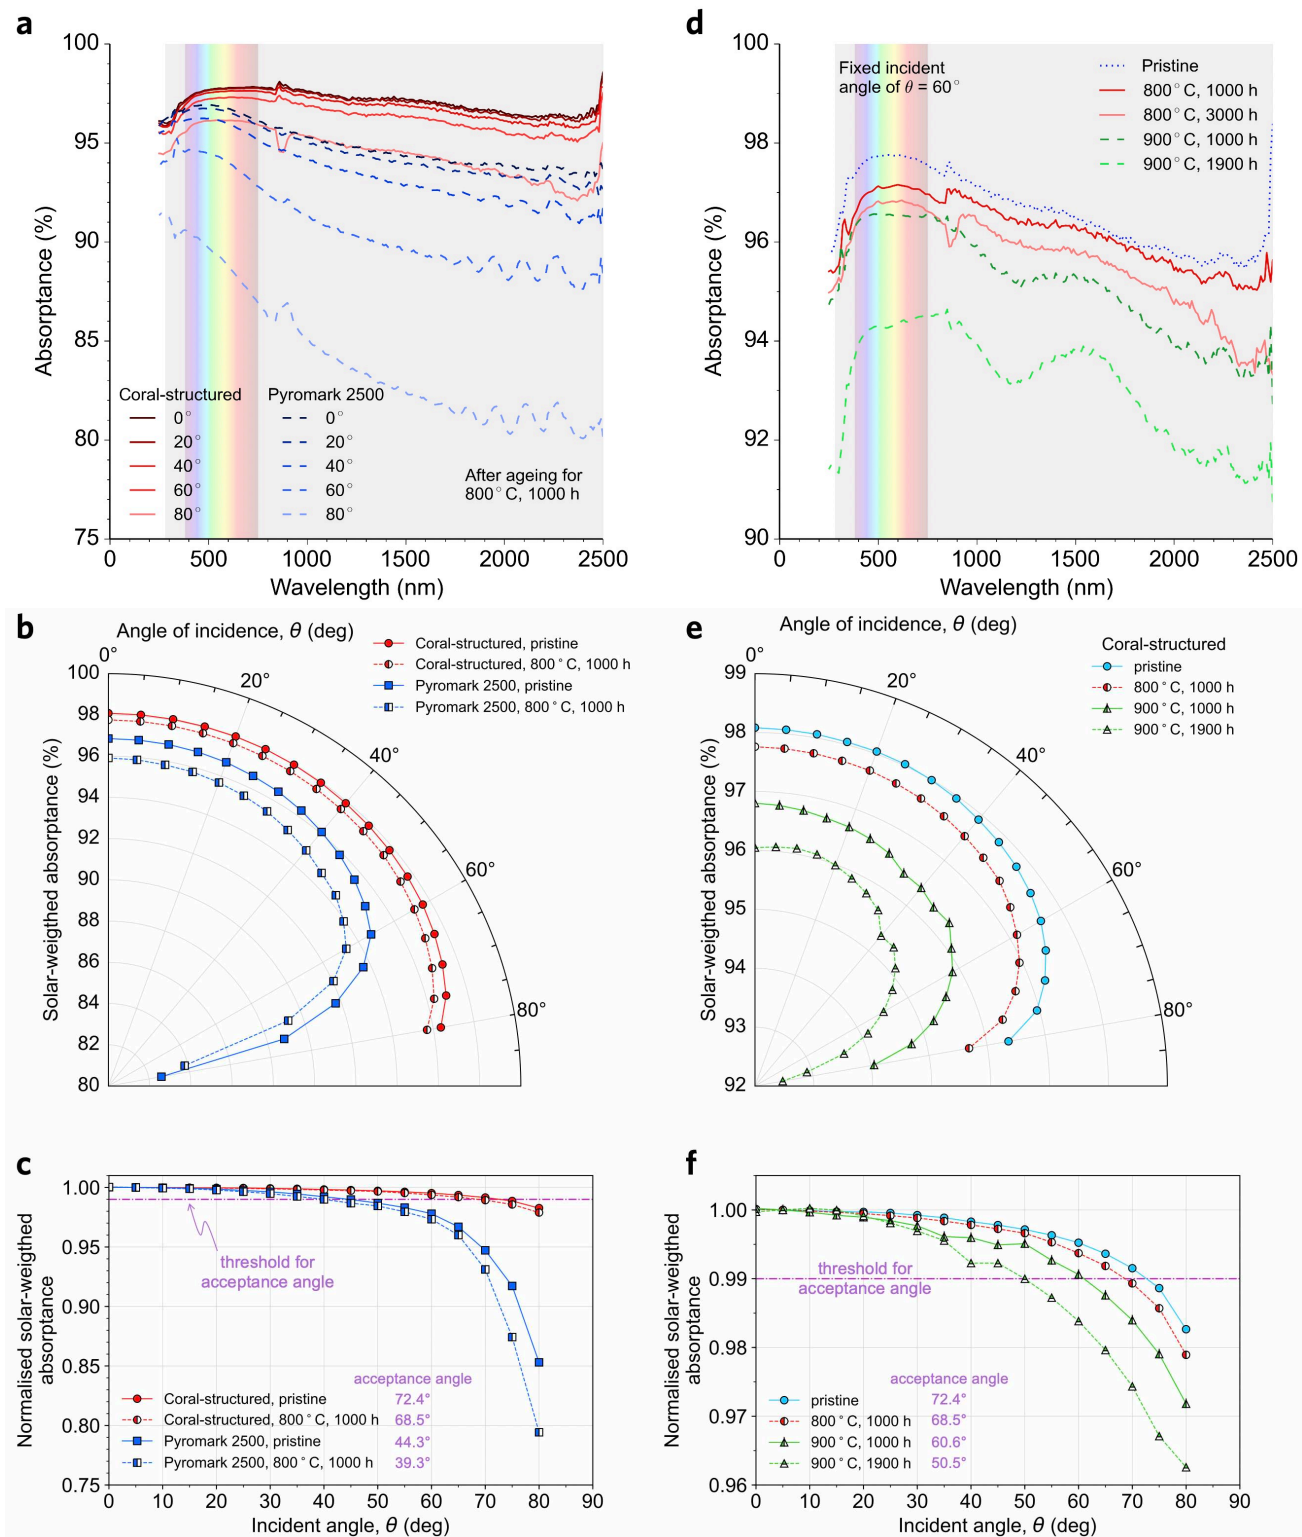 a
100
95
90
85
80
75
Absorptance (%)
Coral-structured
0°
20°
40°
60°
80°
Pyromark 2500
0°
20°
40°
60°
80°
After ageing for
800°C, 1000 h
0
500
1000
1500
2000
2500
Wavelength (nm)
d
100
98
96
94
92
90
Absorptance (%)
Fixed incident
angle of θ = 60°
Pristine
800°C, 1000 h
800°C, 3000 h
900°C, 1000 h
900°C, 1900 h
0
500
1000
1500
2000
2500
Wavelength (nm)
b
Angle of incidence, θ (deg)
Coral-structured, pristine
Coral-structured, 800°C, 1000 h
Pyromark 2500, pristine
Pyromark 2500, 800°C, 1000 h
0°
20°
40°
60°
80°
100
98
96
94
92
90
88
86
84
82
80
Solar-weigthed absorptance (%)
e
Angle of incidence, θ (deg)
Coral-structured
pristine
800°C, 1000 h
900°C, 1000 h
900°C, 1900 h
0°
20°
40°
60°
80°
99
98
97
96
95
94
93
92
Solar-weigthed absorptance (%)
c
1.00
0.95
0.90
0.85
0.80
0.75
Normalised solar-weigthed
absorptance
threshold for
acceptance angle
acceptance angle
Coral-structured, pristine 72.4°
Coral-structured, 800°C, 1000 h 68.5°
Pyromark 2500, pristine 44.3°
Pyromark 2500, 800°C, 1000 h 39.3°
0
10
20
30
40
50
60
70
80
90
Incident angle, θ (deg)
f
1.00
0.99
0.98
0.97
0.96
Normalised solar-weigthed
absorptance
threshold for
acceptance angle
acceptance angle
pristine 72.4°
800°C, 1000 h 68.5°
900°C, 1000 h 60.6°
900°C, 1900 h 50.5°
0
10
20
30
40
50
60
70
80
90
Incident angle, θ (deg)